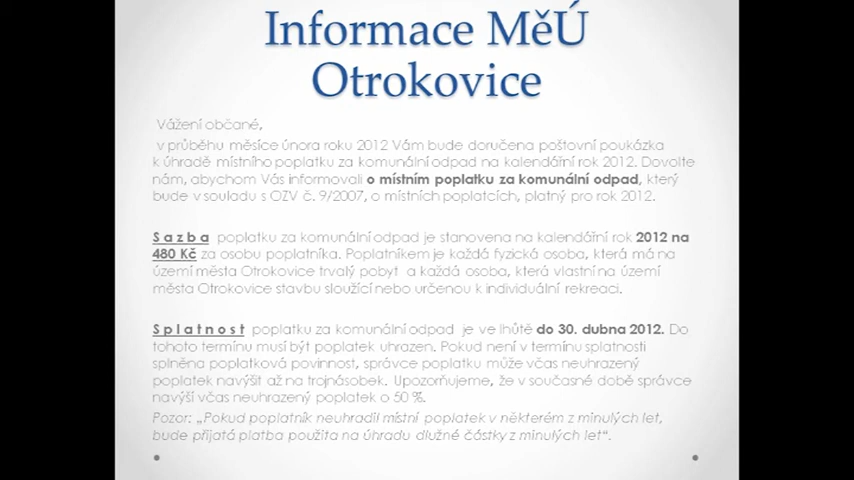 Informace MěÚ
Otrokovice
Vážení občané,
v průběhu měsíce února roku 2012 Vám bude doručena poštovní poukázka
k úhradě místního poplatku za komunální odpad na kalendářní rok 2012. Dovolte
nám, abychom Vás informovali o místním poplatku za komunální odpad, který
bude v souladu s OZV č. 9/2007, o místních poplatcích, platný pro rok 2012.
S a z b a poplatku za komunální odpad je stanovena na kalendářní rok 2012 na
480 Kč za osobu poplatníka. Poplatníkem je každá fyzická osoba, která má na
území města Otrokovice trvalý pobyt a každá osoba, která vlastní na území
města Otrokovice stavbu sloužící nebo určenou k individuální rekreaci.
S p l a t n o s t poplatku za komunální odpad je ve lhůtě do 30. dubna 2012. Do
tohoto termínu musí být poplatek uhrazen. Pokud není v termínu splatnosti
splněna poplatková povinnost, správce poplatku může včas neuhrazený
poplatek navýšit až na trojnásobek. Upozorňujeme, že v současné době správce
navýší včas neuhrazený poplatek o 50 %.
Pozor: „Pokud poplatník neuhradil místní poplatek v některém z minulých let,
bude přijatá platba použita na úhradu dlužné částky z minulých let“.